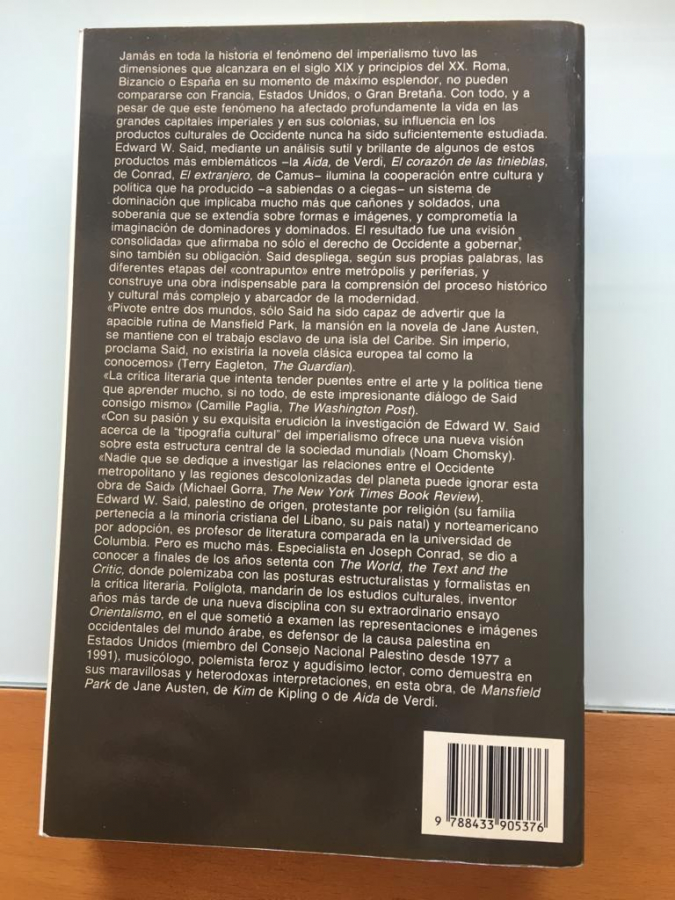 Jamás en toda la historia el fenómeno del imperialismo tuvo las
dimensiones que alcanzara en el siglo XIX y principios del XX. Roma,
Bizancio o España en su momento de máximo esplendor, no pueden
compararse con Francia, Estados Unidos, o Gran Bretaña. Con todo, y a
pesar de que este fenómeno ha afectado profundamente la vida en las
grandes capitales imperiales y en sus colonias, su influencia en los
productos culturales de Occidente nunca ha sido suficientemente estudiada.
Edward W. Said, mediante un análisis sutil y brillante de algunos de estos
productos más emblemáticos –la Aida, de Verdi, El corazón de las tinieblas,
de Conrad, El extranjero, de Camus– ilumina la cooperación entre cultura y
política que ha producido –a sabiendas o a ciegas– un sistema de
dominación que implicaba mucho más que cañones y soldados, una
soberanía que se extendía sobre formas e imágenes, y comprometía la
imaginación de dominadores y dominados. El resultado fue una «visión
consolidada» que afirmaba no sólo el derecho de Occidente a gobernar,
sino también su obligación. Said despliega, según sus propias palabras, las
diferentes etapas del «contrapunto» entre metrópolis y periferias, y
construye una obra indispensable para la comprensión del proceso histórico
y cultural más complejo y abarcador de la modernidad.
«Pivote entre dos mundos, sólo Said ha sido capaz de advertir que la
apacible rutina de Mansfield Park, la mansión en la novela de Jane Austen,
se mantiene con el trabajo esclavo de una isla del Caribe. Sin imperio,
proclama Said, no existiría la novela clásica europea tal como la
conocemos» (Terry Eagleton, The Guardian).
«La crítica literaria que intenta tender puentes entre el arte y la política tiene
que aprender mucho, si no todo, de este impresionante diálogo de Said
consigo mismo» (Camille Paglia, The Washington Post).
«Con su pasión y su exquisita erudición la investigación de Edward W. Said
acerca de la "tipografía cultural" del imperialismo ofrece una nueva visión
sobre esta estructura central de la sociedad mundial» (Noam Chomsky).
«Nadie que se dedique a investigar las relaciones entre el Occidente
metropolitano y las regiones descolonizadas del planeta puede ignorar esta
obra de Said» (Michael Gorra, The New York Times Book Review).
Edward W. Said, palestino de origen, protestante por religión (su familia
pertenecía a la minoría cristiana del Líbano, su país natal) y norteamericano
por adopción, es profesor de literatura comparada en la universidad de
Columbia. Pero es mucho más. Especialista en Joseph Conrad, se dio a
conocer a finales de los años setenta con The World, the Text and the
Critic, donde polemizaba con las posturas estructuralistas y formalistas en
la crítica literaria. Políglota, mandarín de los estudios culturales, inventor
años más tarde de una nueva disciplina con su extraordinario ensayo
Orientalismo, en el que sometió a examen las representaciones e imágenes
occidentales del mundo árabe, es defensor de la causa palestina en
Estados Unidos (miembro del Consejo Nacional Palestino desde 1977 a
1991), musicólogo, polemista feroz y agudísimo lector, como demuestra en
sus maravillosas y heterodoxas interpretaciones, en esta obra, de Mansfield
Park de Jane Austen, de Kim de Kipling o de Aida de Verdi.
9 788433 905376